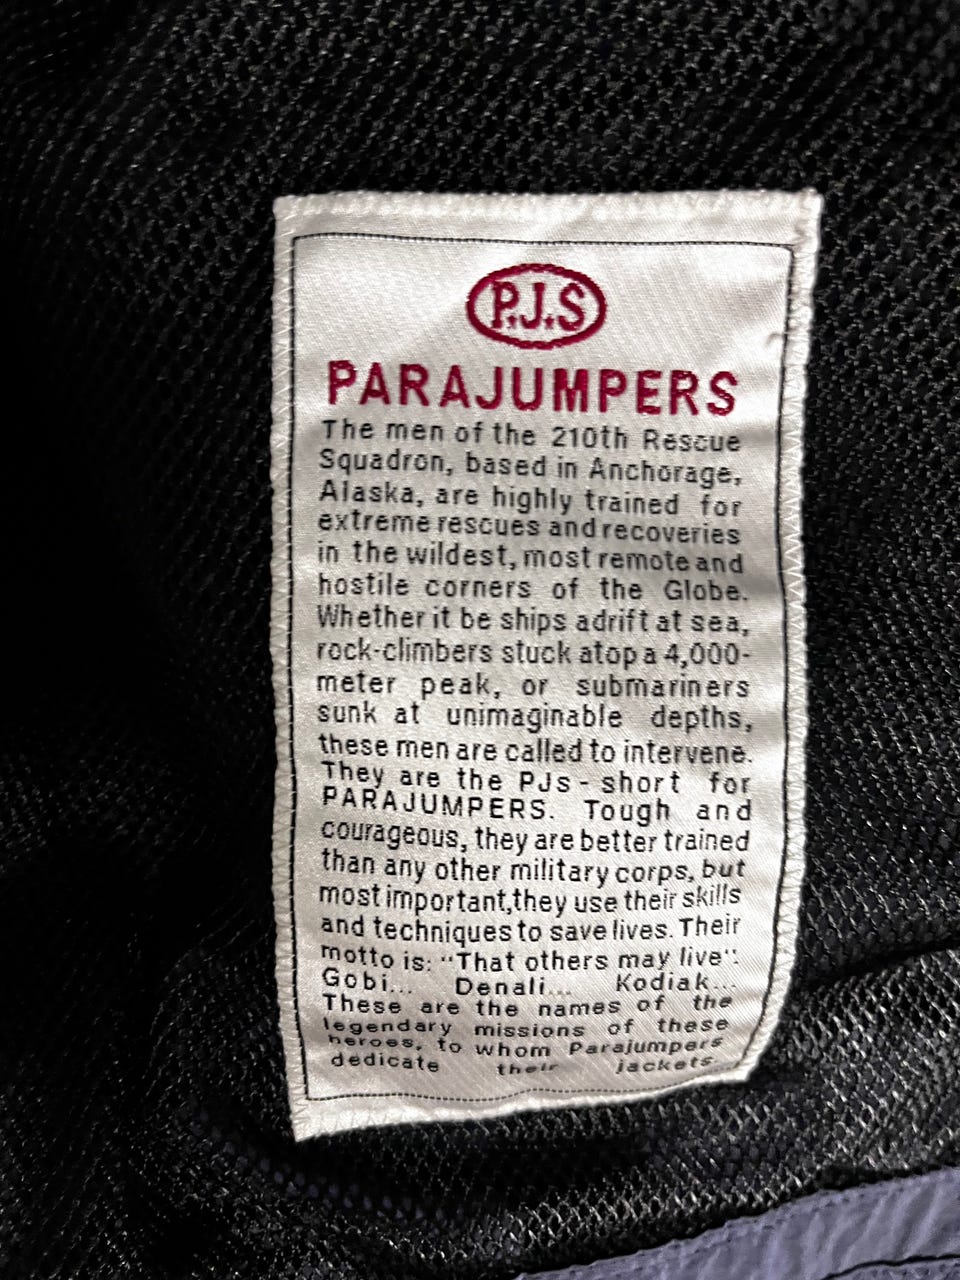 P.J.S
PARAJUMPERS
The men of the 210th Rescue
Squadron, based in Anchorage,
Alaska, are highly trained for
extreme rescues and recoveries
in the wildest, most remote and
hostile corners of the Globe.
Whether it be ships adrift at sea,
rock-climbers stuck atop a 4,000-
meter peak, or submariners
sunk at unimaginable depths,
these men are called to intervene.
They are the PJs - short for
PARAJUMPERS. Tough and
courageous, they are better trained
than any other military corps, but
most important,they use their skills
and techniques to save lives. Their
motto is: "That others may live".
Gobi... Denali... Kodiak...
These are the names of the
legendary missions of these
heroes, to whom Parajumpers
dedicate their jackets.